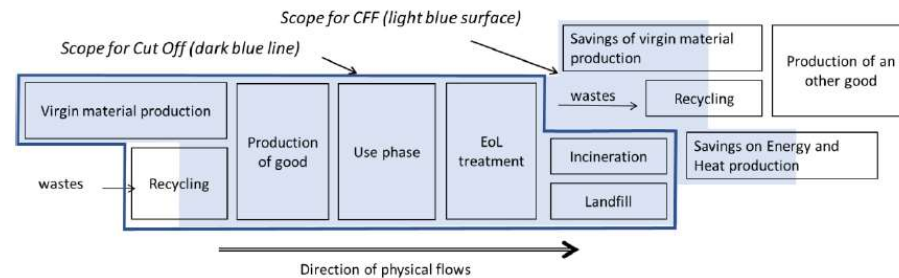 Scope for CFF (light blue surface)
Scope for Cut Off (dark blue line)
Savings of virgin material
production
Production of an
other good
wastes
Recycling
Virgin material production
Production
of good
Use phase
EoL
treatment
Incineration
Savings on Energy and
Heat production
wastes
Recycling
Landfill
Direction of physical flows